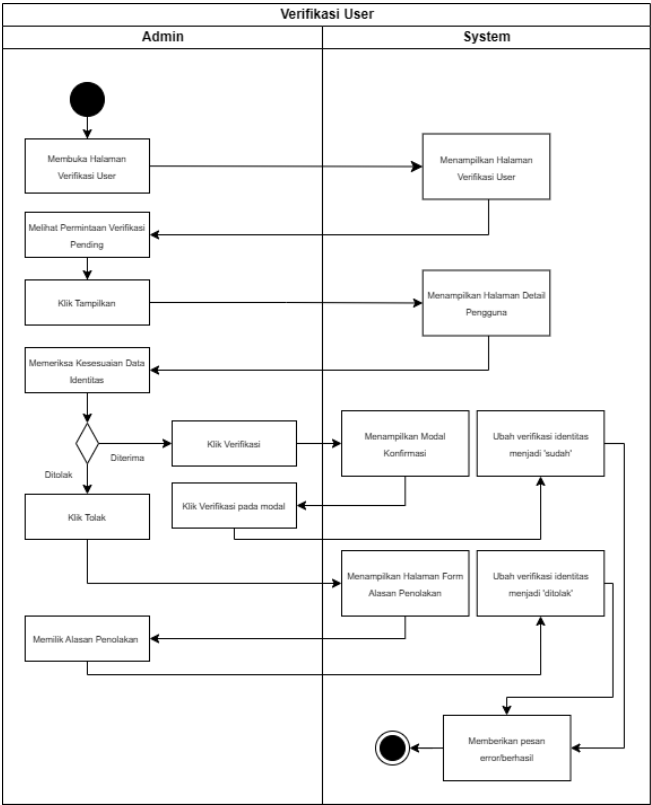 Verifikasi User
Admin
System
Membuka Halaman
Verifikasi User
Menampilkan Halaman
Verifikasi User
Melihat Permintaan Verifikasi
Pending
Klik Tampilkan
Menampilkan Halaman Detail
Pengguna
Memeriksa Kesesuaian Data
Identitas
Diterima
Ditolak
Klik Verifikasi
Menampilkan Modal
Konfirmasi
Ubah verifikasi identitas
menjadi 'sudah'
Klik Verifikasi pada modal
Klik Tolak
Menampilkan Halaman Form
Alasan Penolakan
Ubah verifikasi identitas
menjadi 'ditolak'
Memilik Alasan Penolakan
Memberikan pesan
error/berhasil